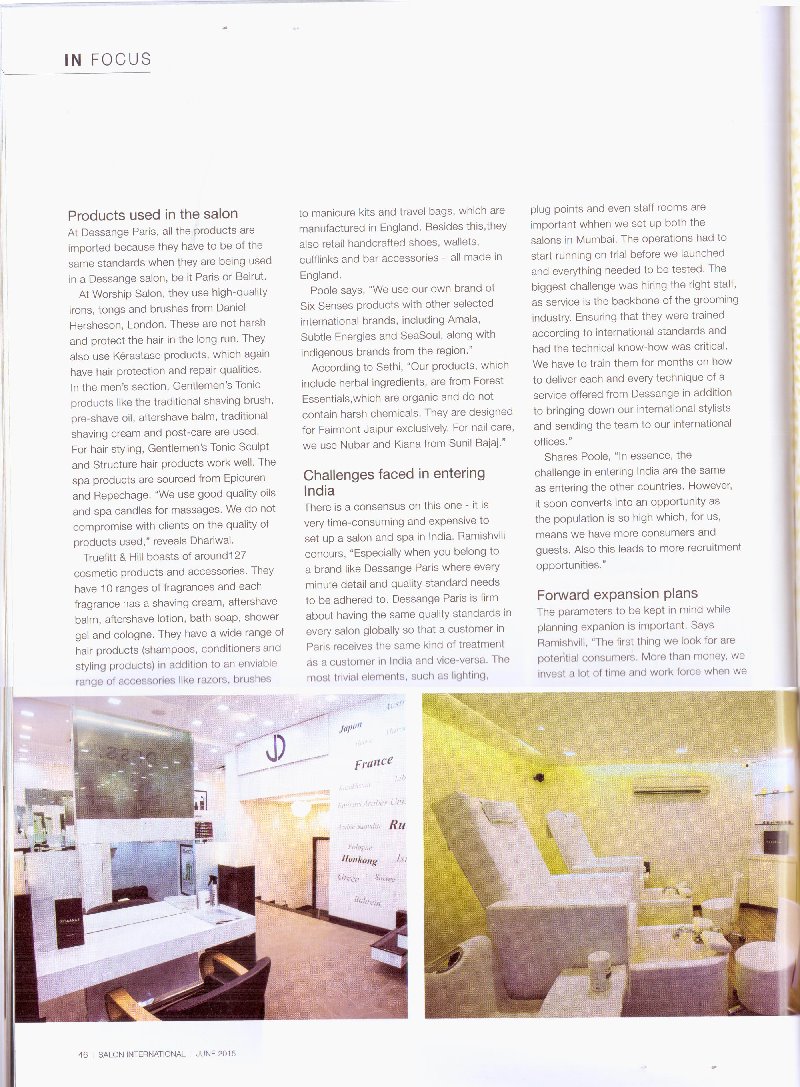 IN FOCUS
Products used in the salon
At Dessange Paris, all the products are
imported because they have to be of the
same standards when they are being used
in a Dessange salon, be it Paris or Beirut.
At Worship Salon, they use high-quality
irons, tongs and brushes from Daniel
Hersheson, London. These are not harsh
and protect the hair in the long run. They
also use Kérastase products, which again
have hair protection and repair qualities.
In the men's section, Gentlemen's Tonic
products like the traditional shaving brush,
pre-shave oil, aftershave balm, traditional
shaving cream and post-care are used.
For hair styling, Gentlemen's Tonic Sculpt
and Structure hair products work well. The
spa products are sourced from Epicuren
and Repechage. "We use good quality oils
and spa candles for massages. We do not
compromise with clients on the quality of
products used," reveals Dhariwal.
Truefitt & Hill boasts of around127
cosmetic products and accessories. They
have 10 ranges of fragrances and each
fragrance has a shaving cream, aftershave
balm, aftershave lotion, bath soap, shower
gel and cologne. They have a wide range of
hair products (shampoos, conditioners and
styling products) in addition to an enviable
range of accessories like razors, brushes
to manicure kits and travel bags, which are
manufactured in England. Besides this,they
also retail handcrafted shoes, wallets,
cufflinks and bar accessories - all made in
England.
Poole says, "We use our own brand of
Six Senses products with other selected
international brands, including Amala,
Subtle Energies and SeaSoul, along with
indigenous brands from the region."
According to Sethi, "Our products, which
include herbal ingredients, are from Forest
Essentials,which are organic and do not
contain harsh chemicals. They are designed
for Fairmont Jaipur exclusively. For nail care,
we use Nubar and Kiara from Sunil Rajaj."
Challenges faced in entering
India
There is a consensus on this one - it is
very time-consuming and expensive to
set up a salon and spa in India. Ramishvili
concurs, "Especially when you belong to
a brand like Dessange Paris where every
minute detail and quality standard needs
to be adhered to. Dessange Paris is firm
about having the same quality standards in
every salon globally so that a customer in
Paris receives the same kind of treatment
as a customer in India and vice-versa. The
most trivial elements, such as lighting,
plug points and even staff rooms are
important whhen we set up both the
salons in Mumbai. The operations had to
start running on trial before we launched
and everything needed to be tested. The
biggest challenge was hiring the right staff,
as service is the backbone of the grooming
industry. Ensuring that they were trained
according to international standards and
had the technical know-how was critical.
We have to train them for months on how
to deliver each and every technique of a
service offered from Dessange in addition
to bringing down our international stylists
and sending the team to our international
offices."
Shares Poole, "In essence, the
challenge in entering India are the same
as entering the other countries. However,
it soon converts into an opportunity as
the population is so high which, for us,
means we have more consumers and
guests. Also this leads to more recruitment
opportunities."
Forward expansion plans
The parameters to be kept in mind while
planning expanion is important. Says
Ramishvili, "The first thing we look for are
potential consumers. More than money, we
invest a lot of time and work force when we
JD
Japon
France
Ru
Pologne
Honkong
Bahrein
46 | SALON INTERNATIONAL | JUNE 2015